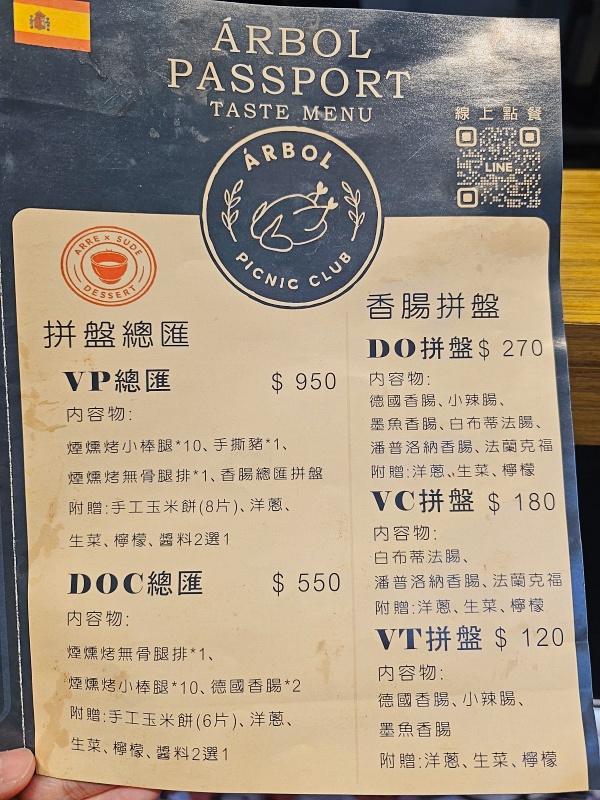 ÁRBOL
PASSPORT
TASTE MENU
線上點餐
LINE
ÁRBOL
PICNIC CLUB
ARRE × SUDE
DESSERT
拼盤總匯
VP總匯 $ 950
內容物:
煙燻烤小棒腿*10、手撕豬*1、
煙燻烤無骨腿排*1、香腸總匯拼盤
附贈:手工玉米餅(8片)、洋蔥、
生菜、檸檬、醬料2選1
DOC總匯 $ 550
內容物:
煙燻烤無骨腿排*1、
煙燻烤小棒腿*10、德國香腸*2
附贈:手工玉米餅(6片)、洋蔥、
生菜、檸檬、醬料2選1
香腸拼盤
DO拼盤 $ 270
內容物:
德國香腸、小辣腸、
墨魚香腸、白布蒂法腸、
潘普洛納香腸、法蘭克福
附贈:洋蔥、生菜、檸檬
VC拼盤 $ 180
內容物:
白布蒂法腸、
潘普洛納香腸、法蘭克福
附贈:洋蔥、生菜、檸檬
VT拼盤 $ 120
內容物:
德國香腸、小辣腸、
墨魚香腸
附贈:洋蔥、生菜、檸檬